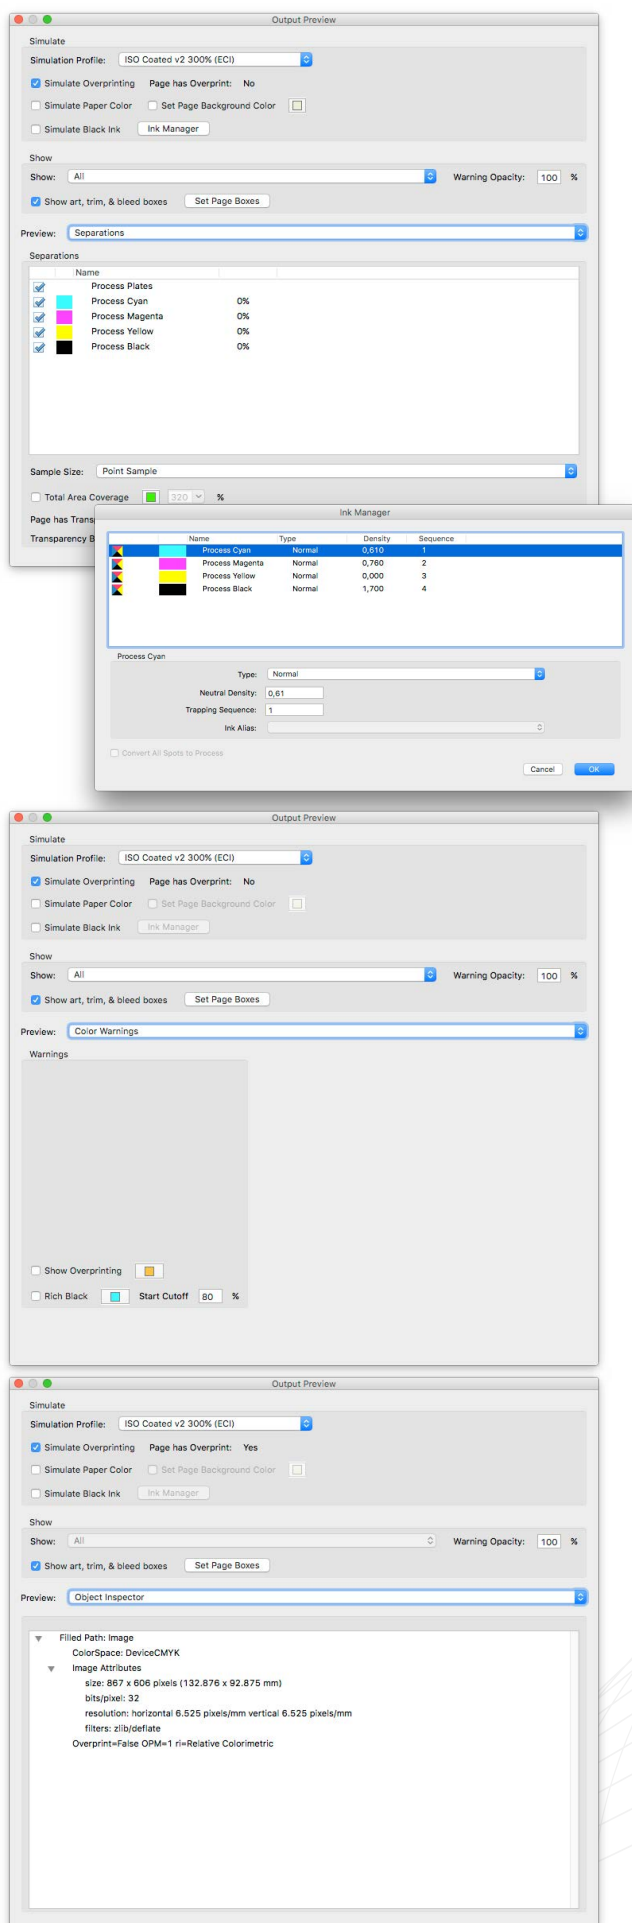 Output Preview
Simulate
Simulation Profile: ISO Coated v2 300% (ECI)
Simulate Overprinting Page has Overprint: No
Simulate Paper Color Set Page Background Color
Simulate Black Ink Ink Manager
Show
Show: All Warning Opacity: 100 %
Show art, trim, & bleed boxes Set Page Boxes
Preview: Separations
Separations
Name
Process Plates
Process Cyan 0%
Process Magenta 0%
Process Yellow 0%
Process Black 0%
Sample Size: Point Sample
Total Area Coverage 320 %
Page has Trans
Transparency B
Ink Manager
Name Type Density Sequence
Process Cyan Normal 0,610 1
Process Magenta Normal 0,760 2
Process Yellow Normal 0,000 3
Process Black Normal 1,700 4
Process Cyan
Type: Normal
Neutral Density: 0,61
Trapping Sequence: 1
Ink Alias:
Convert All Spots to Process
Cancel OK
Output Preview
Simulate
Simulation Profile: ISO Coated v2 300% (ECI)
Simulate Overprinting Page has Overprint: No
Simulate Paper Color Set Page Background Color
Simulate Black Ink Ink Manager
Show
Show: All Warning Opacity: 100 %
Show art, trim, & bleed boxes Set Page Boxes
Preview: Color Warnings
Warnings
Show Overprinting
Rich Black Start Cutoff 80 %
Output Preview
Simulate
Simulation Profile: ISO Coated v2 300% (ECI)
Simulate Overprinting Page has Overprint: Yes
Simulate Paper Color Set Page Background Color
Simulate Black Ink Ink Manager
Show
Show: All Warning Opacity: 100 %
Show art, trim, & bleed boxes Set Page Boxes
Preview: Object Inspector
Filled Path: Image
ColorSpace: DeviceCMYK
Image Attributes
size: 867 x 606 pixels (132.876 x 92.875 mm)
bits/pixel: 32
resolution: horizontal 6.525 pixels/mm vertical 6.525 pixels/mm
filters: zlib/deflate
Overprint=False OPM=1 ri=Relative Colorimetric